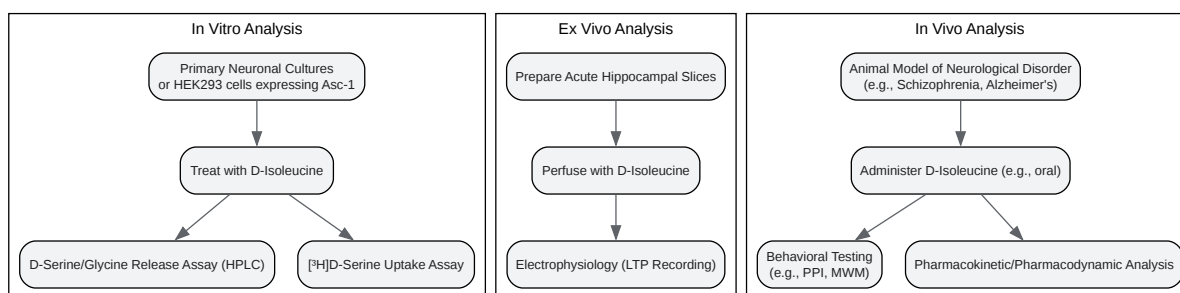 In Vitro Analysis
Primary Neuronal Cultures
or HEK293 cells expressing Asc-1
Treat with D-Isoleucine
D-Serine/Glycine Release Assay (HPLC)
[³H]D-Serine Uptake Assay
Ex Vivo Analysis
Prepare Acute Hippocampal Slices
Perfuse with D-Isoleucine
Electrophysiology (LTP Recording)
In Vivo Analysis
Animal Model of Neurological Disorder
(e.g., Schizophrenia, Alzheimer's)
Administer D-Isoleucine (e.g., oral)
Behavioral Testing
(e.g., PPI, MWM)
Pharmacokinetic/Pharmacodynamic Analysis